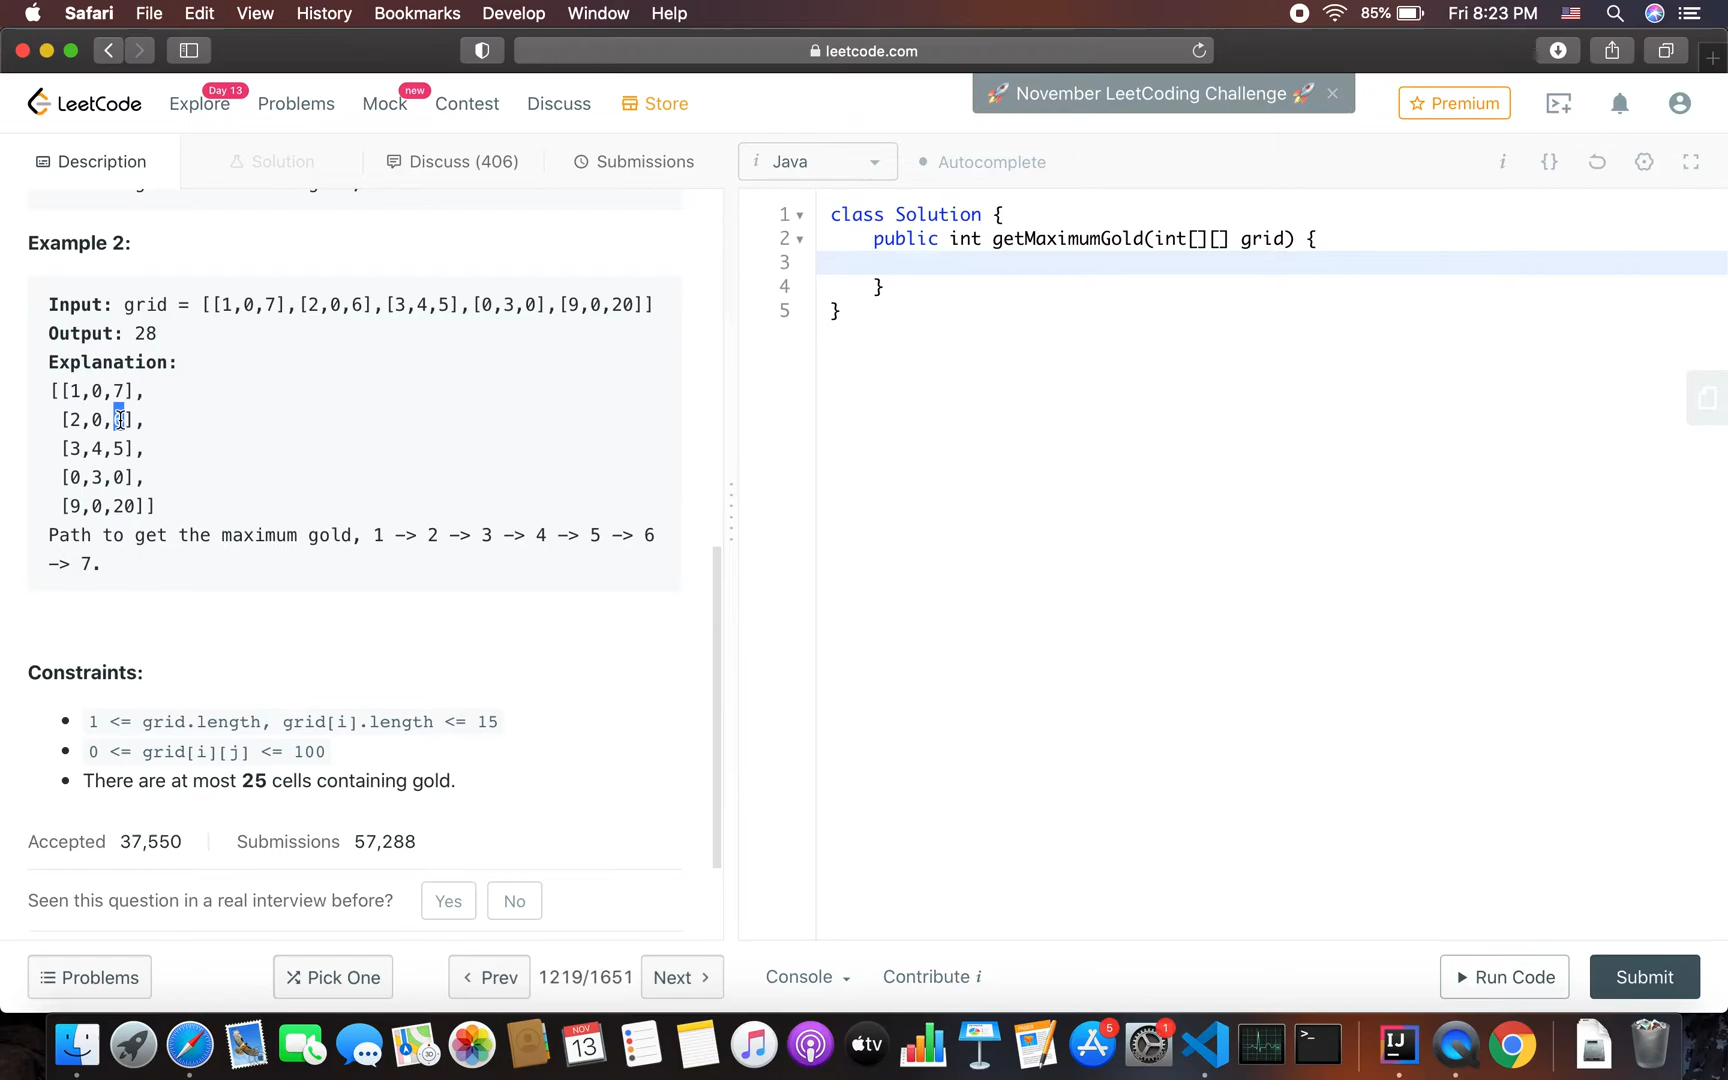 Safari File Edit View History Bookmarks Develop Window Help 85% Fri 8:23 PM
leetcode.com
LeetCode Explore Day 13 Problems Mock new Contest Discuss Store November LeetCoding Challenge Premium
Description Solution Discuss (406) Submissions i Java Autocomplete i {}
Example 2:
Input: grid = [[1,0,7],[2,0,6],[3,4,5],[0,3,0],[9,0,20]]
Output: 28
Explanation:
[[1,0,7],
[2,0,6],
[3,4,5],
[0,3,0],
[9,0,20]]
Path to get the maximum gold, 1 -> 2 -> 3 -> 4 -> 5 -> 6
-> 7.
Constraints:
1 <= grid.length, grid[i].length <= 15
0 <= grid[i][j] <= 100
There are at most 25 cells containing gold.
Accepted 37,550 Submissions 57,288
Seen this question in a real interview before? Yes No
1 class Solution {
2 public int getMaximumGold(int[][] grid) {
3
4 }
5 }
Problems Pick One Prev 1219/1651 Next Console Contribute i Run Code Submit
NOV 13 tv 5 1 IJ